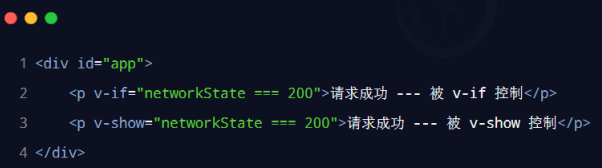 1 <div id="app">
2     <p v-if="networkState === 200">请求成功 --- 被 v-if 控制</p>
3     <p v-show="networkState === 200">请求成功 --- 被 v-show 控制</p>
4 </div>